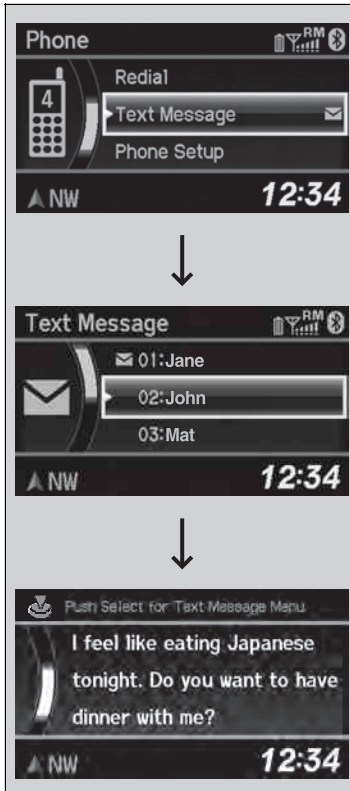 Phone
RM
4
Redial
Text Message
Phone Setup
NW
12:34
Text Message
RM
01:Jane
02:John
03:Mat
NW
12:34
Push Select for Text Message Menu
I feel like eating Japanese
tonight. Do you want to have
dinner with me?
NW
12:34